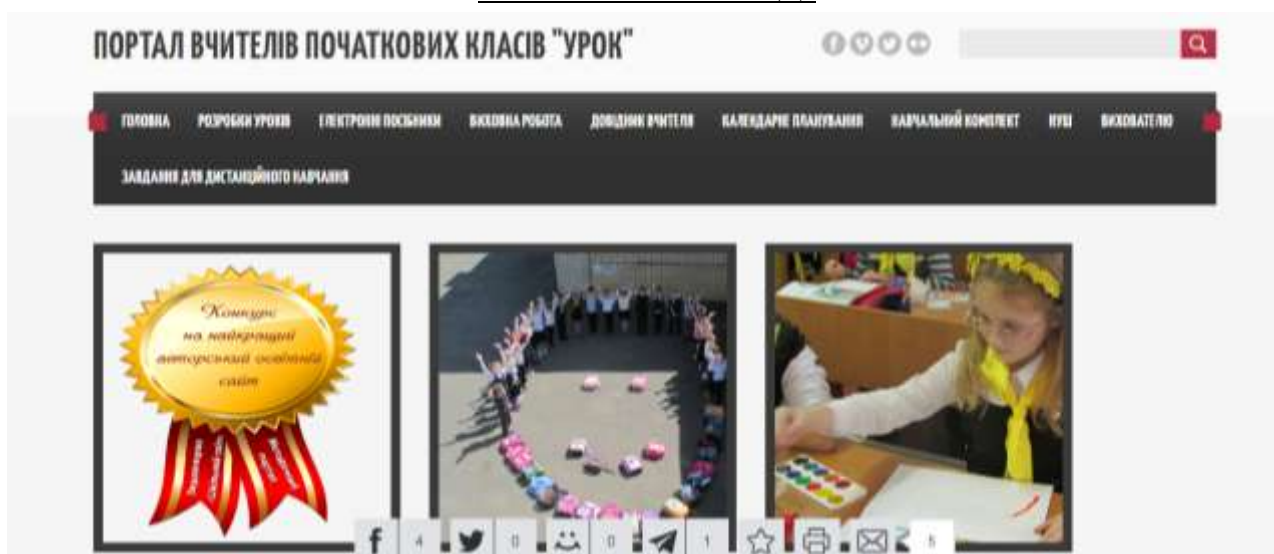 ПОРТАЛ ВЧИТЕЛІВ ПОЧАТКОВИХ КЛАСІВ "УРОК"
ГОЛОВНА РОЗРОБКИ УРОКІВ ЕЛЕКТРОННІ ПОСІБНИКИ ВИХОВНА РОБОТА ДОВІДНИК ВЧИТЕЛЯ КАЛЕНДАРНЕ ПЛАНУВАННЯ НАВЧАЛЬНИЙ КОМПЛЕКТ НУШ ВИХОВАТЕЛЮ
ЗАВДАННЯ ДЛЯ ДИСТАНЦІЙНОГО НАВЧАННЯ
Конкурс
на найкращий
авторський освітній
сайт
4 0 0 1 5